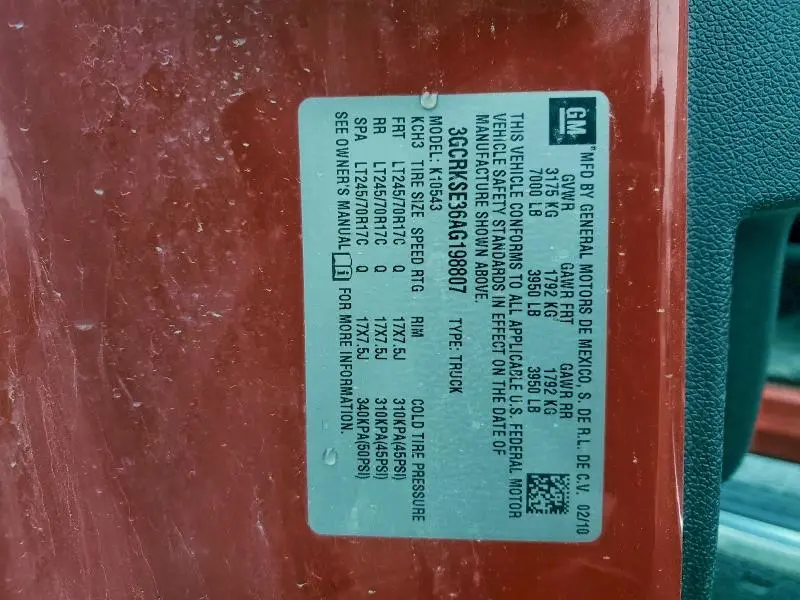 GM
MFD BY GENERAL MOTORS DE MEXICO, S. DE R.L. DE C.V. 02/10
GVWR GAWR FRT GAWR RR
3175 KG 1792 KG 1792 KG
7000 LB 3950 LB 3950 LB
THIS VEHICLE CONFORMS TO ALL APPLICABLE U.S. FEDERAL MOTOR
VEHICLE SAFETY STANDARDS IN EFFECT ON THE DATE OF
MANUFACTURE SHOWN ABOVE.
3GCRKSE36AG198807 TYPE: TRUCK
MODEL: K10543
KCH3 TIRE SIZE SPEED RTG RIM COLD TIRE PRESSURE
FRT LT245/70R17C Q 17X7.5J 310KPA(45PSI)
RR LT245/70R17C Q 17X7.5J 310KPA(45PSI)
SPA LT245/70R17C Q 17X7.5J 340KPA(50PSI)
SEE OWNER'S MANUAL i FOR MORE INFORMATION.